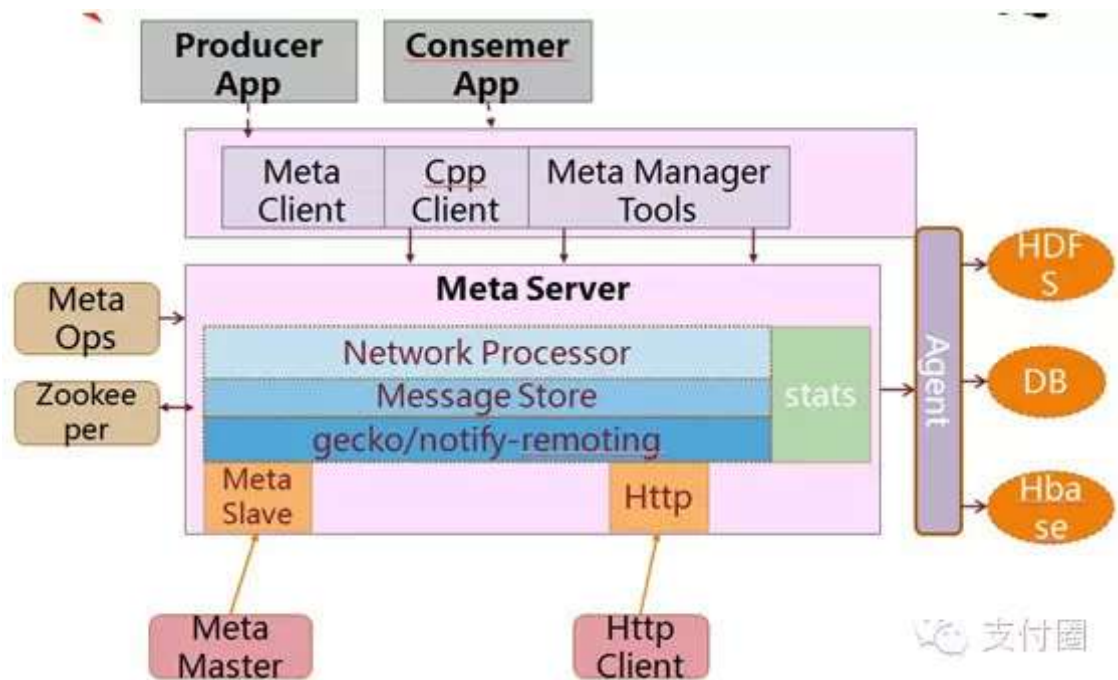 Producer
App
Consemer
App
Meta
Client
Cpp
Client
Meta Manager
Tools
Meta Server
Meta
Ops
Zookee
per
Network Processor
Message Store
gecko/notify-remoting
stats
Meta
Slave
Http
Agent
HDF
S
DB
Hba
se
Meta
Master
Http
Client
支付圈